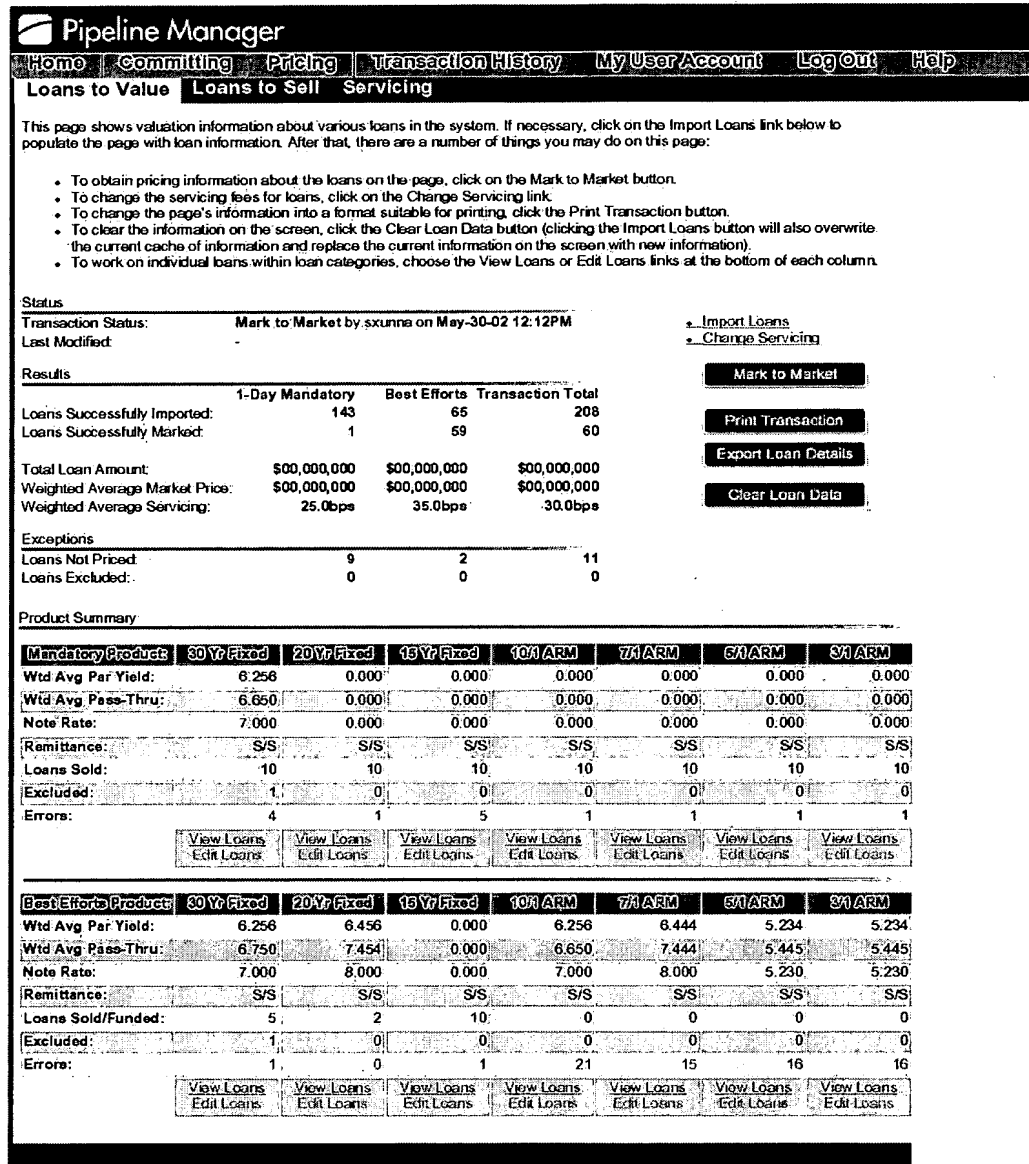 Pipeline Manager
Home Committing Pricing Transaction History My User Account Log Out Help
Loans to Value Loans to Sell Servicing
This page shows valuation information about various loans in the system. If necessary, click on the Import Loans link below to
populate the page with loan information. After that, there are a number of things you may do on this page:
• To obtain pricing information about the loans on the page, click on the Mark to Market button.
• To change the servicing fees for loans, click on the Change Servicing link.
• To change the page's information into a format suitable for printing, click the Print Transaction button.
• To clear the information on the screen, click the Clear Loan Data button (clicking the Import Loans button will also overwrite
the current cache of information and replace the current information on the screen with new information).
• To work on individual loans within loan categories, choose the View Loans or Edit Loans links at the bottom of each column.
Status
Transaction Status: Mark to Market by sxunna on May-30-02 12:12PM
Last Modified: -
• Import Loans
• Change Servicing
Mark to Market
Print Transaction
Export Loan Details
Clear Loan Data
Results
1-Day Mandatory Best Efforts Transaction Total
Loans Successfully Imported: 143 65 208
Loans Successfully Marked: 1 59 60
Total Loan Amount: $00,000,000 $00,000,000 $00,000,000
Weighted Average Market Price: $00,000,000 $00,000,000 $00,000,000
Weighted Average Servicing: 25.0bps 35.0bps 30.0bps
Exceptions
Loans Not Priced: 9 2 11
Loans Excluded: 0 0 0
Product Summary
Mandatory Product: 30 Yr Fixed 20 Yr Fixed 15 Yr Fixed 10/1 ARM 7/1 ARM 5/1 ARM 3/1 ARM
Wtd Avg Par Yield: 6.256 0.000 0.000 0.000 0.000 0.000 0.000
Wtd Avg Pass-Thru: 6.650 0.000 0.000 0.000 0.000 0.000 0.000
Note Rate: 7.000 0.000 0.000 0.000 0.000 0.000 0.000
Remittance: S/S S/S S/S S/S S/S S/S S/S
Loans Sold: 10 10 10 10 10 10 10
Excluded: 1 0 0 0 0 0 0
Errors: 4 1 5 1 1 1 1
View Loans View Loans View Loans View Loans View Loans View Loans View Loans
Edit Loans Edit Loans Edit Loans Edit Loans Edit Loans Edit Loans Edit Loans
Best Efforts Product: 30 Yr Fixed 20 Yr Fixed 15 Yr Fixed 10/1 ARM 7/1 ARM 5/1 ARM 3/1 ARM
Wtd Avg Par Yield: 6.256 6.456 0.000 6.256 6.444 5.234 5.234
Wtd Avg Pass-Thru: 6.750 7.454 0.000 6.650 7.444 5.445 5.445
Note Rate: 7.000 8.000 0.000 7.000 8.000 5.230 5.230
Remittance: S/S S/S S/S S/S S/S S/S S/S
Loans Sold/Funded: 5 2 10 0 0 0 0
Excluded: 1 0 0 0 0 0 0
Errors: 1 0 1 21 15 16 16
View Loans View Loans View Loans View Loans View Loans View Loans View Loans
Edit Loans Edit Loans Edit Loans Edit Loans Edit Loans Edit Loans Edit Loans